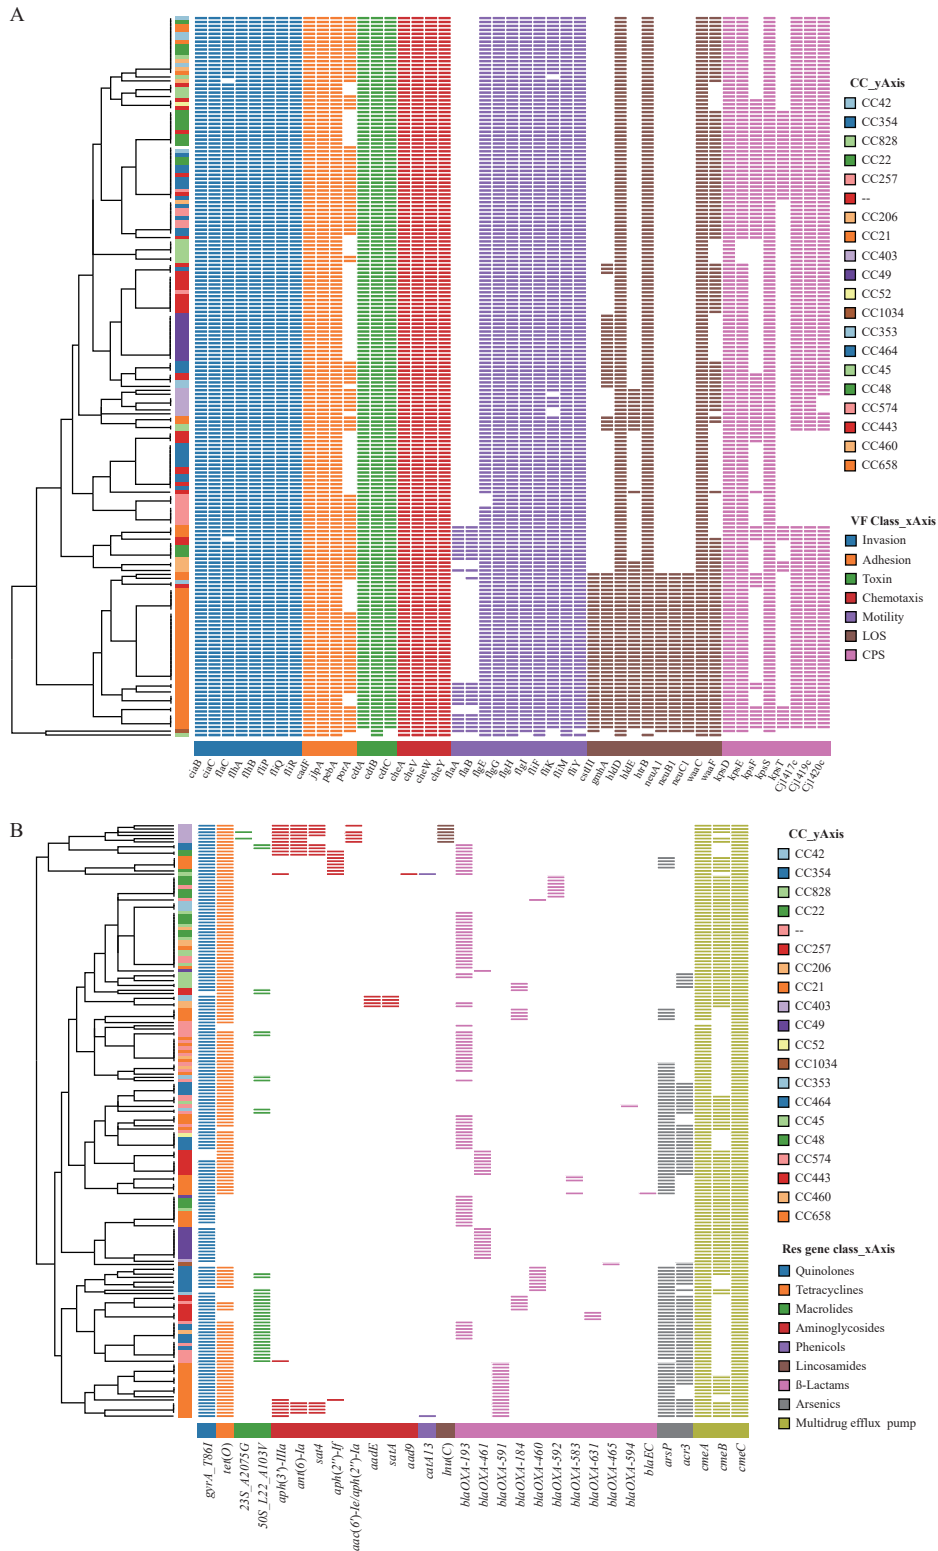 A
CC_yAxis
CC42
CC354
CC828
CC22
CC257
--
CC206
CC21
CC403
CC49
CC52
CC1034
CC353
CC464
CC45
CC48
CC574
CC443
CC460
CC658
VF Class_xAxis
Invasion
Adhesion
Toxin
Chemotaxis
Motility
LOS
CPS
ciaB
ciaC
flaC
flhA
flhB
fliP
fliQ
fliR
cadF
jlpA
pebA
porA
cdtA
cdtB
cdtC
cheA
cheV
cheW
cheY
flaA
flaB
flgE
flgG
flgH
flgI
fliF
fliK
fliM
fliY
cstIII
gmhA
hldD
hldE
htrB
neuA1
neuB1
neuC1
waaC
waaF
kpsD
kpsE
kpsF
kpsS
kpsT
Cj1417c
Cj1419c
Cj1420c
B
CC_yAxis
CC42
CC354
CC828
CC22
--
CC257
CC206
CC21
CC403
CC49
CC52
CC1034
CC353
CC464
CC45
CC48
CC574
CC443
CC460
CC658
Res gene class_xAxis
Quinolones
Tetracyclines
Macrolides
Aminoglycosides
Phenicols
Lincosamides
ß-Lactams
Arsenics
Multidrug efflux pump
gyrA_T86I
tet(O)
23S_A2075G
50S_L22_A103V
aph(3')-IIIa
ant(6)-Ia
sat4
aph(2'')-If
aac(6')-Ie/aph(2'')-Ia
aadE
satA
aad9
catA13
lnu(C)
blaOXA-193
blaOXA-461
blaOXA-591
blaOXA-184
blaOXA-460
blaOXA-592
blaOXA-583
blaOXA-631
blaOXA-465
blaOXA-594
blaEC
arsP
acr3
cmeA
cmeB
cmeC